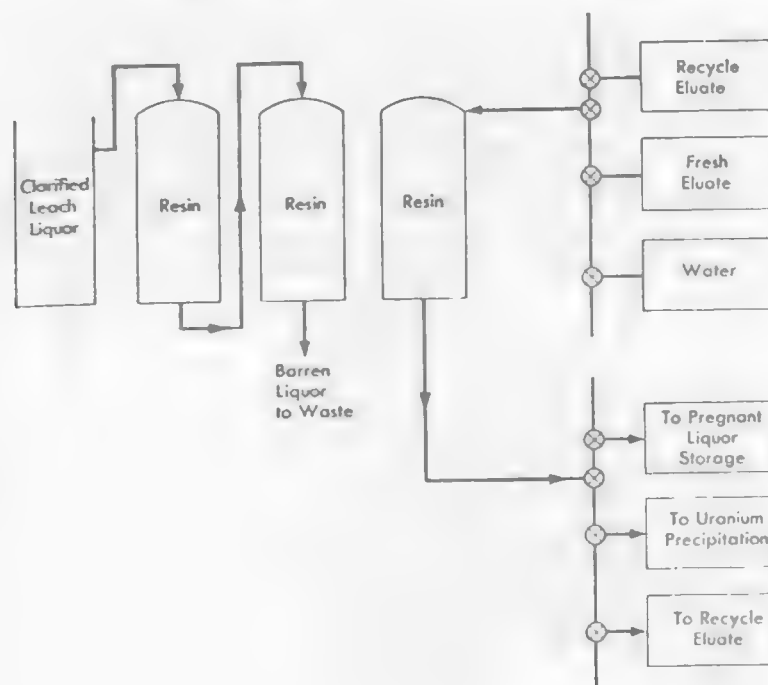 Clarified
Leach
Liquor
Resin
Resin
Barren
Liquor
to Waste
Resin
Recycle
Eluate
Fresh
Eluate
Water
To Pregnant
Liquor
Storage
To Uranium
Precipitation
To Recycle
Eluate